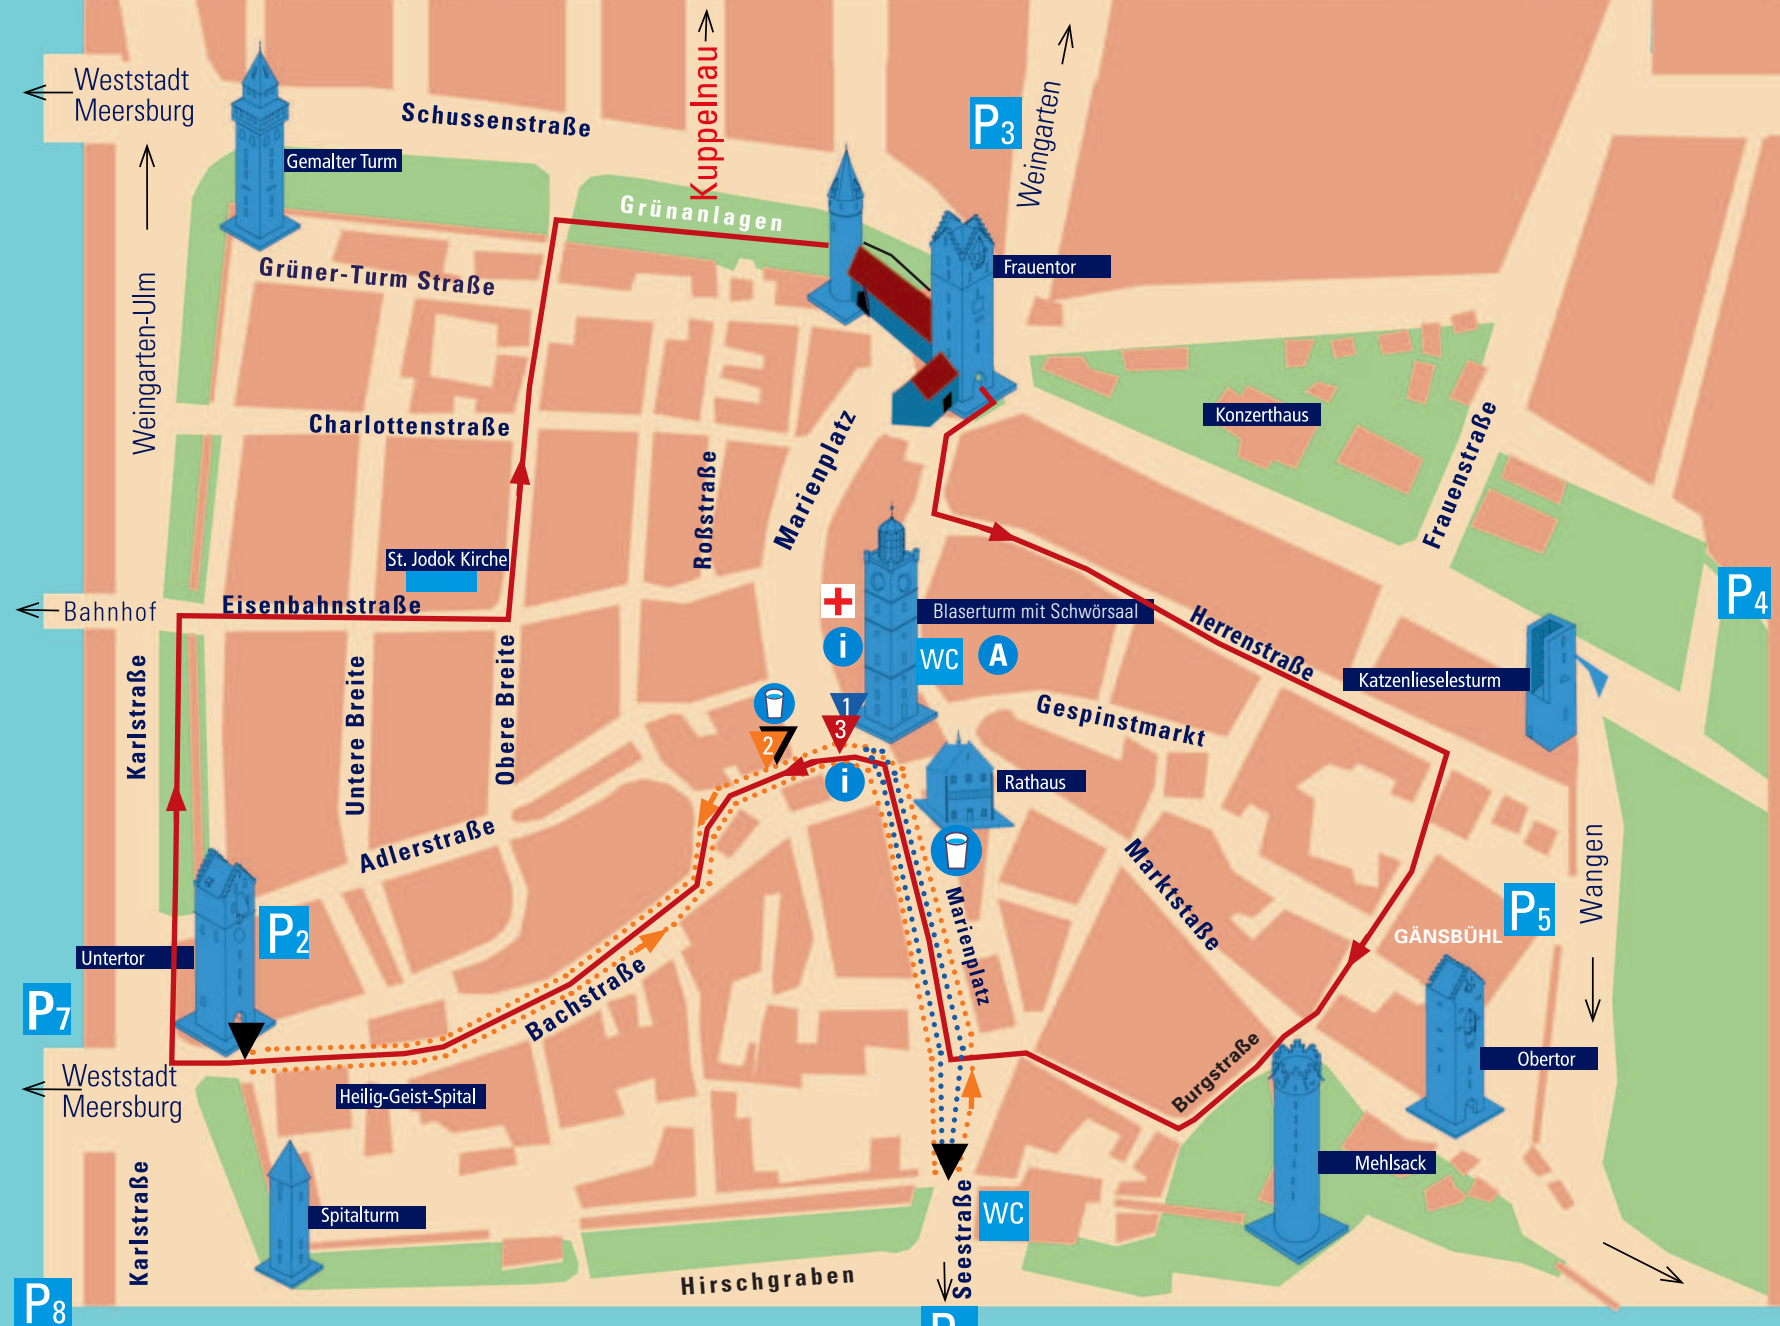 Weststadt
Meersburg
Schussenstraße
Kuppelnau
P3
Weingarten
Gemalter Turm
Grünanlagen
Frauentor
Grüner-Turm Straße
Weingarten-Ulm
Charlottenstraße
Marienplatz
Roßstraße
Konzerthaus
Frauenstraße
St. Jodok Kirche
Bahnhof
Eisenbahnstraße
P4
i
Blaserturm mit Schwörsaal
WC
A
Herrenstraße
Katzenlieselesturm
Karlstraße
Untere Breite
Obere Breite
1
3
2
i
Gespinstmarkt
Rathaus
Adlerstraße
Marktstaße
Marienplatz
Wangen
P2
Untertor
P5
GÄNSBÜHL
P7
Bachstraße
Weststadt
Meersburg
Heilig-Geist-Spital
Burgstraße
Obertor
Mehlsack
Karlstraße
Spitalturm
Seestraße
WC
Hirschgraben
P8